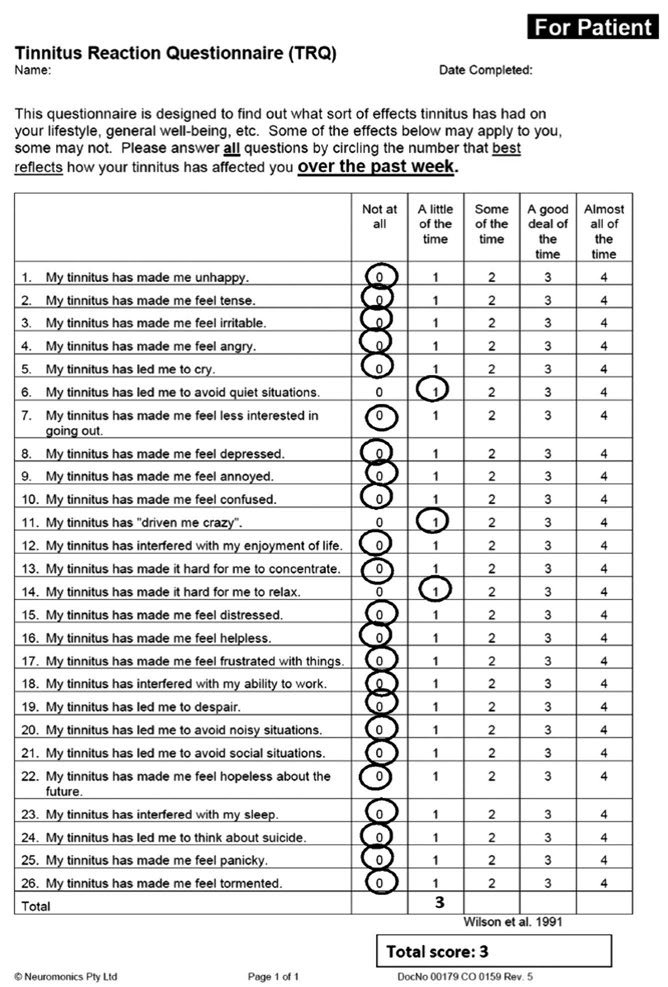 For Patient
Tinnitus Reaction Questionnaire (TRQ)
Name: Date Completed:
This questionnaire is designed to find out what sort of effects tinnitus has had on
your lifestyle, general well-being, etc. Some of the effects below may apply to you,
some may not. Please answer all questions by circling the number that best
reflects how your tinnitus has affected you over the past week.
Not at A little Some A good Almost
all of the of the deal of all of
time time the the
time time
1. My tinnitus has made me unhappy. 0 1 2 3 4
2. My tinnitus has made me feel tense. 0 1 2 3 4
3. My tinnitus has made me feel irritable. 0 1 2 3 4
4. My tinnitus has made me feel angry. 0 1 2 3 4
5. My tinnitus has led me to cry. 0 1 2 3 4
6. My tinnitus has led me to avoid quiet situations. 0 1 2 3 4
7. My tinnitus has made me feel less interested in 0 1 2 3 4
going out.
8. My tinnitus has made me feel depressed. 0 1 2 3 4
9. My tinnitus has made me feel annoyed. 0 1 2 3 4
10. My tinnitus has made me feel confused. 0 1 2 3 4
11. My tinnitus has "driven me crazy". 0 1 2 3 4
12. My tinnitus has interfered with my enjoyment of life. 0 1 2 3 4
13. My tinnitus has made it hard for me to concentrate. 0 1 2 3 4
14. My tinnitus has made it hard for me to relax. 0 1 2 3 4
15. My tinnitus has made me feel distressed. 0 1 2 3 4
16. My tinnitus has made me feel helpless. 0 1 2 3 4
17. My tinnitus has made me feel frustrated with things. 0 1 2 3 4
18. My tinnitus has interfered with my ability to work. 0 1 2 3 4
19. My tinnitus has led me to despair. 0 1 2 3 4
20. My tinnitus has led me to avoid noisy situations. 0 1 2 3 4
21. My tinnitus has led me to avoid social situations. 0 1 2 3 4
22. My tinnitus has made me feel hopeless about the 0 1 2 3 4
future.
23. My tinnitus has interfered with my sleep. 0 1 2 3 4
24. My tinnitus has led me to think about suicide. 0 1 2 3 4
25. My tinnitus has made me feel panicky. 0 1 2 3 4
26. My tinnitus has made me feel tormented. 0 1 2 3 4
Total 3
Wilson et al. 1991
Total score: 3
© Neuromonics Pty Ltd Page 1 of 1 DocNo 00179 CO 0159 Rev. 5